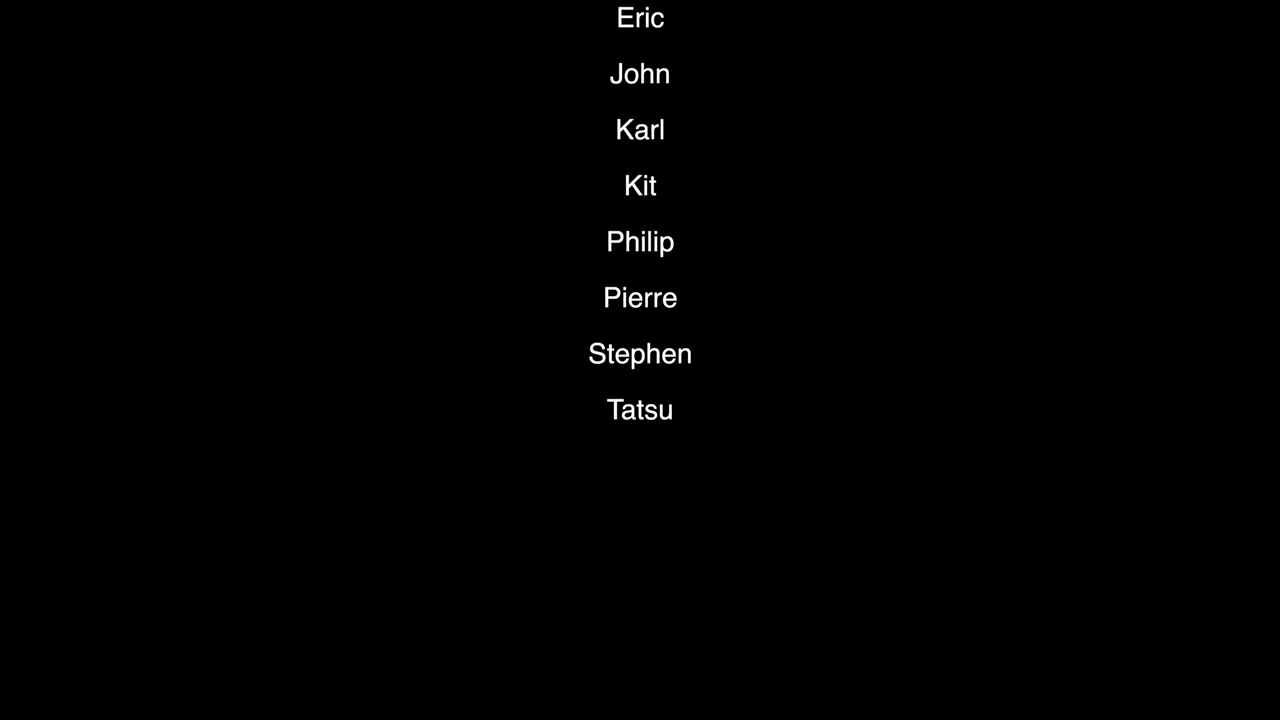 Eric
John
Karl
Kit
Philip
Pierre
Stephen
Tatsu